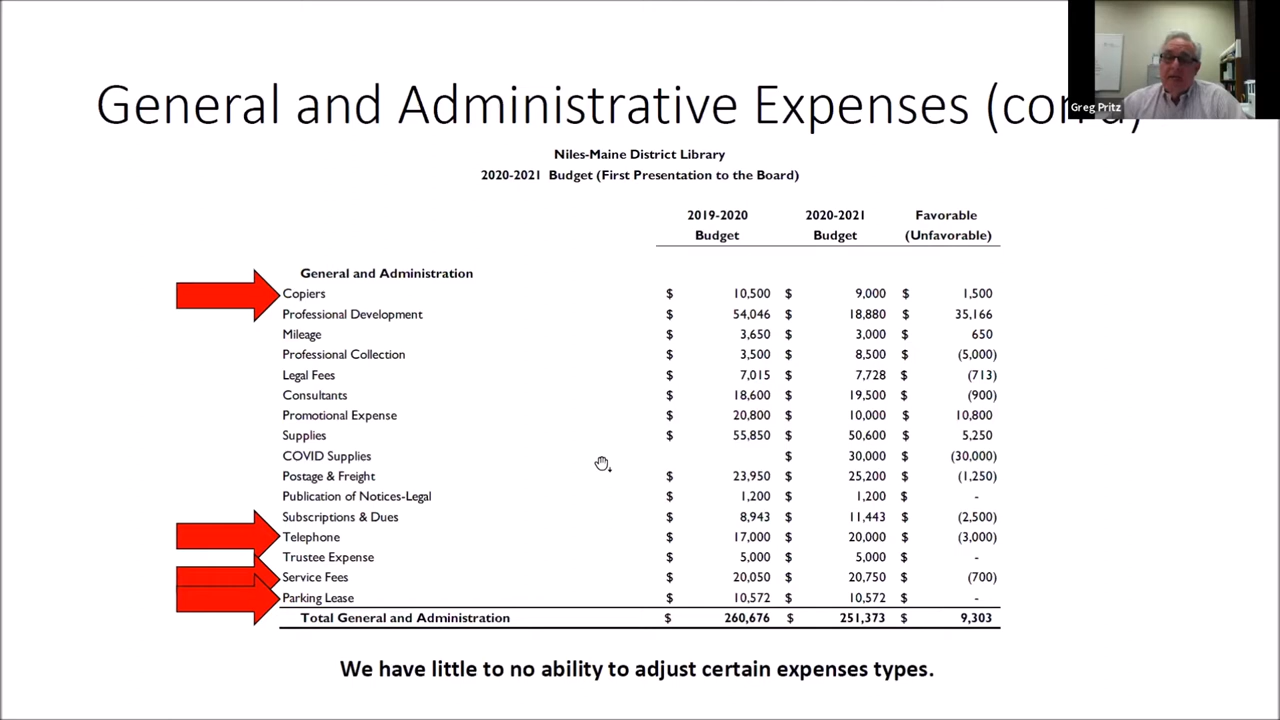 General and Administrative Expenses
Greg Pritz
Niles-Maine District Library
2020-2021 Budget (First Presentation to the Board)
2019-2020 2020-2021 Favorable
Budget Budget (Unfavorable)
General and Administration
Copiers $ 10,500 $ 9,000 $ 1,500
Professional Development $ 54,046 $ 18,880 $ 35,166
Mileage $ 3,650 $ 3,000 $ 650
Professional Collection $ 3,500 $ 8,500 $ (5,000)
Legal Fees $ 7,015 $ 7,728 $ (713)
Consultants $ 18,600 $ 19,500 $ (900)
Promotional Expense $ 20,800 $ 10,000 $ 10,800
Supplies $ 55,850 $ 50,600 $ 5,250
COVID Supplies $ 30,000 $ (30,000)
Postage & Freight $ 23,950 $ 25,200 $ (1,250)
Publication of Notices-Legal $ 1,200 $ 1,200 $ -
Subscriptions & Dues $ 8,943 $ 11,443 $ (2,500)
Telephone $ 17,000 $ 20,000 $ (3,000)
Trustee Expense $ 5,000 $ 5,000 $ -
Service Fees $ 20,050 $ 20,750 $ (700)
Parking Lease $ 10,572 $ 10,572 $ -
Total General and Administration $ 260,676 $ 251,373 $ 9,303
We have little to no ability to adjust certain expenses types.